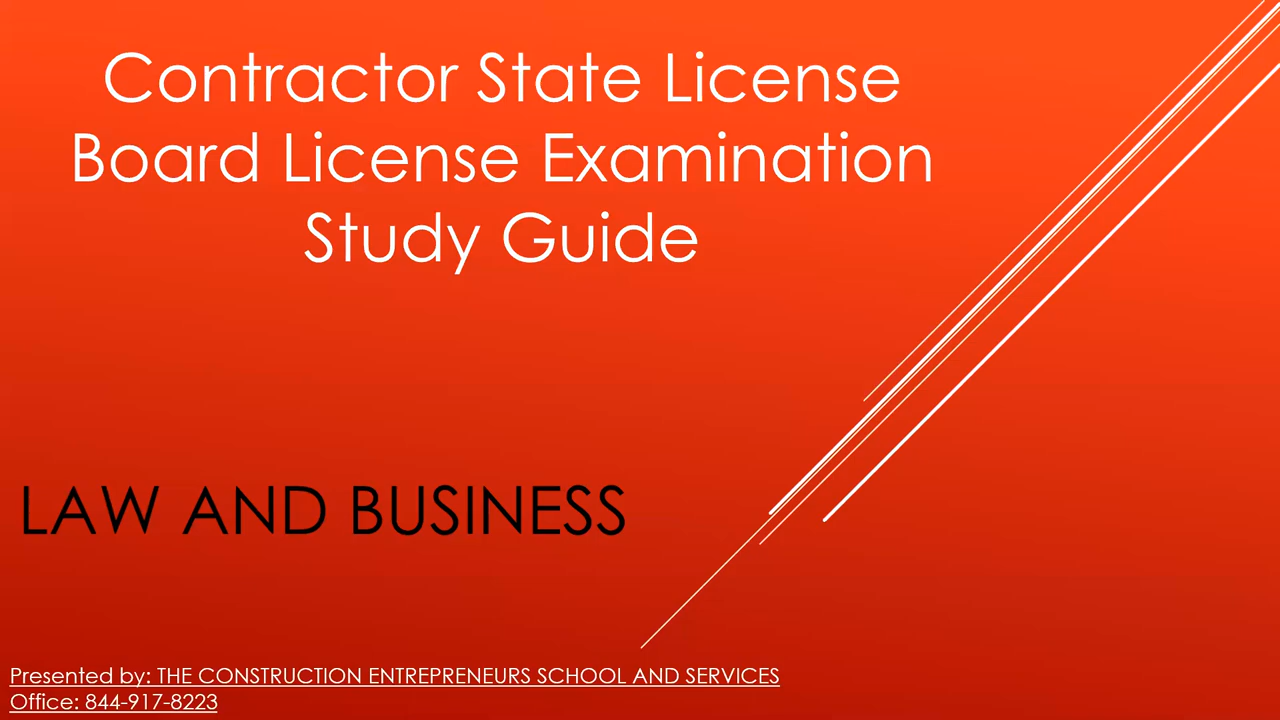 Contractor State License
Board License Examination
Study Guide
LAW AND BUSINESS
Presented by: THE CONSTRUCTION ENTREPRENEURS SCHOOL AND SERVICES
Office: 844-917-8223